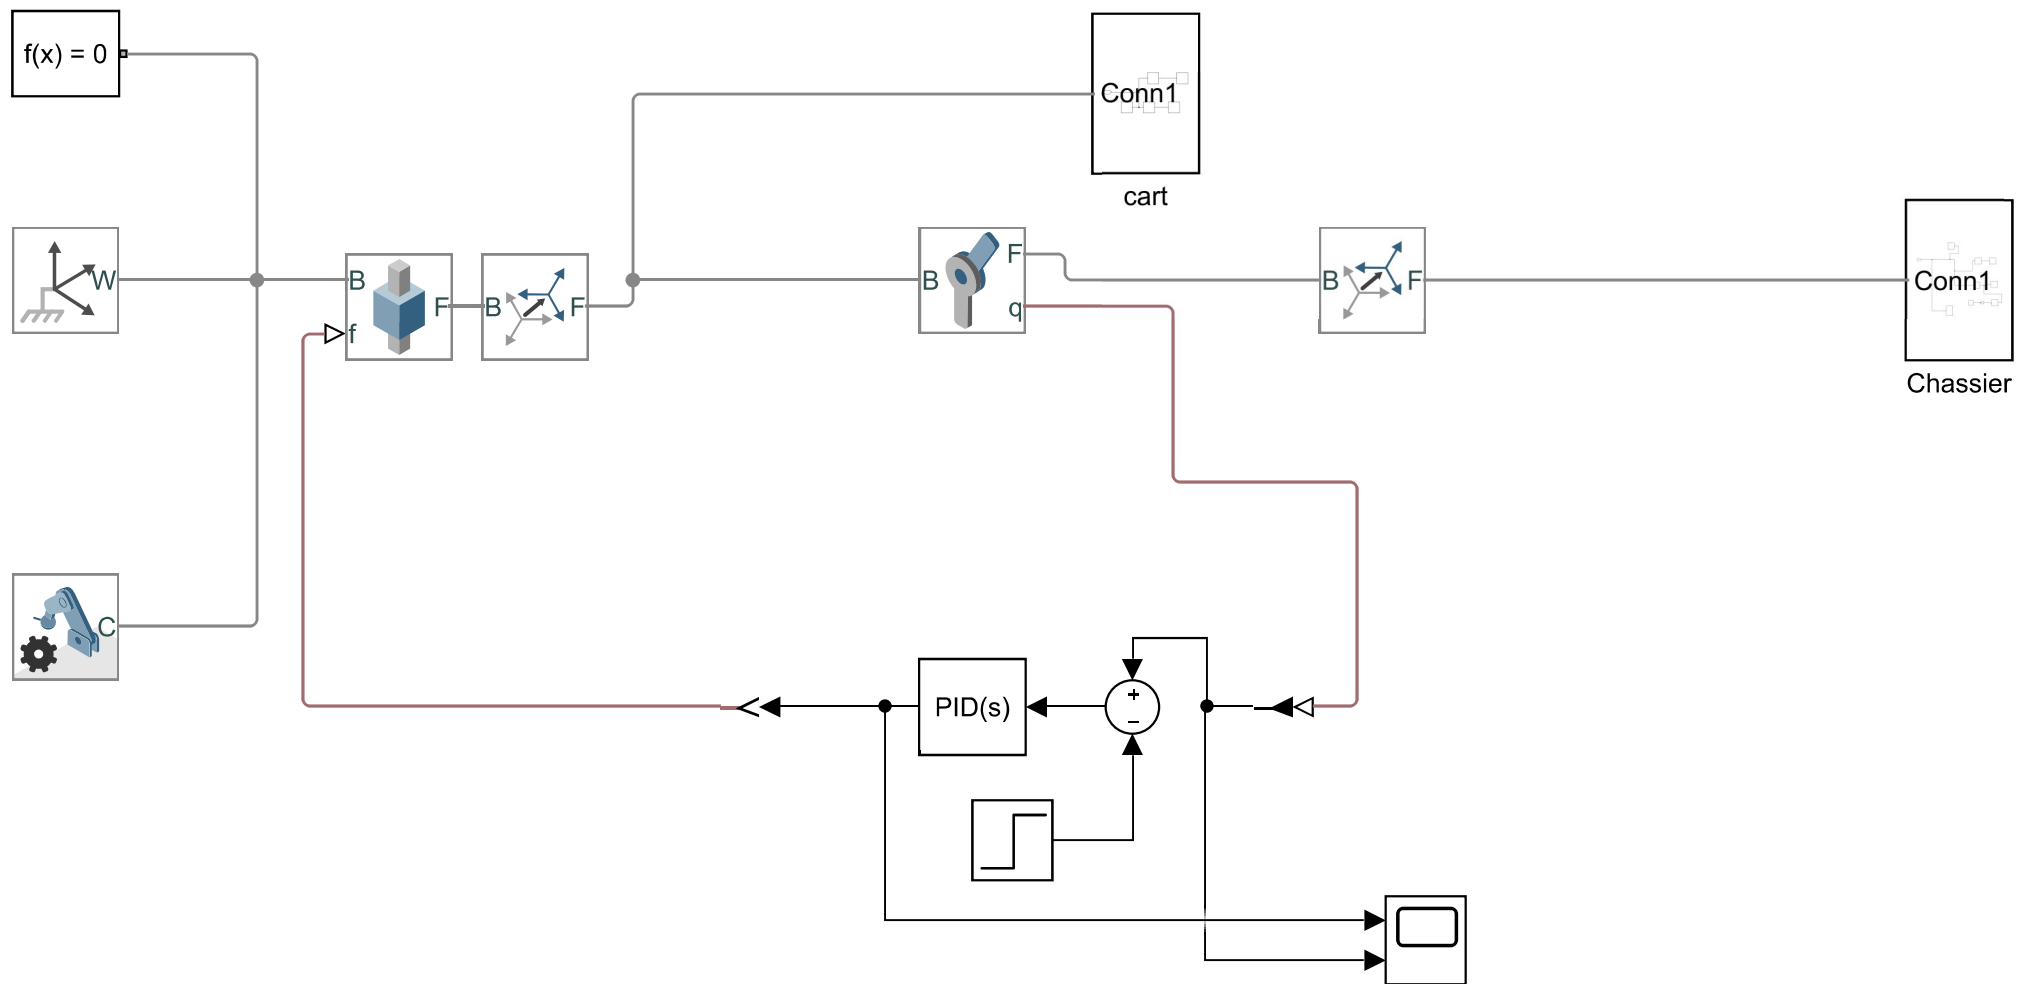 f(x) = 0
Conn1
cart
W
B
F
f
B
F
B
F
q
B
F
Conn1
Chassier
C
PID(s)
+
−